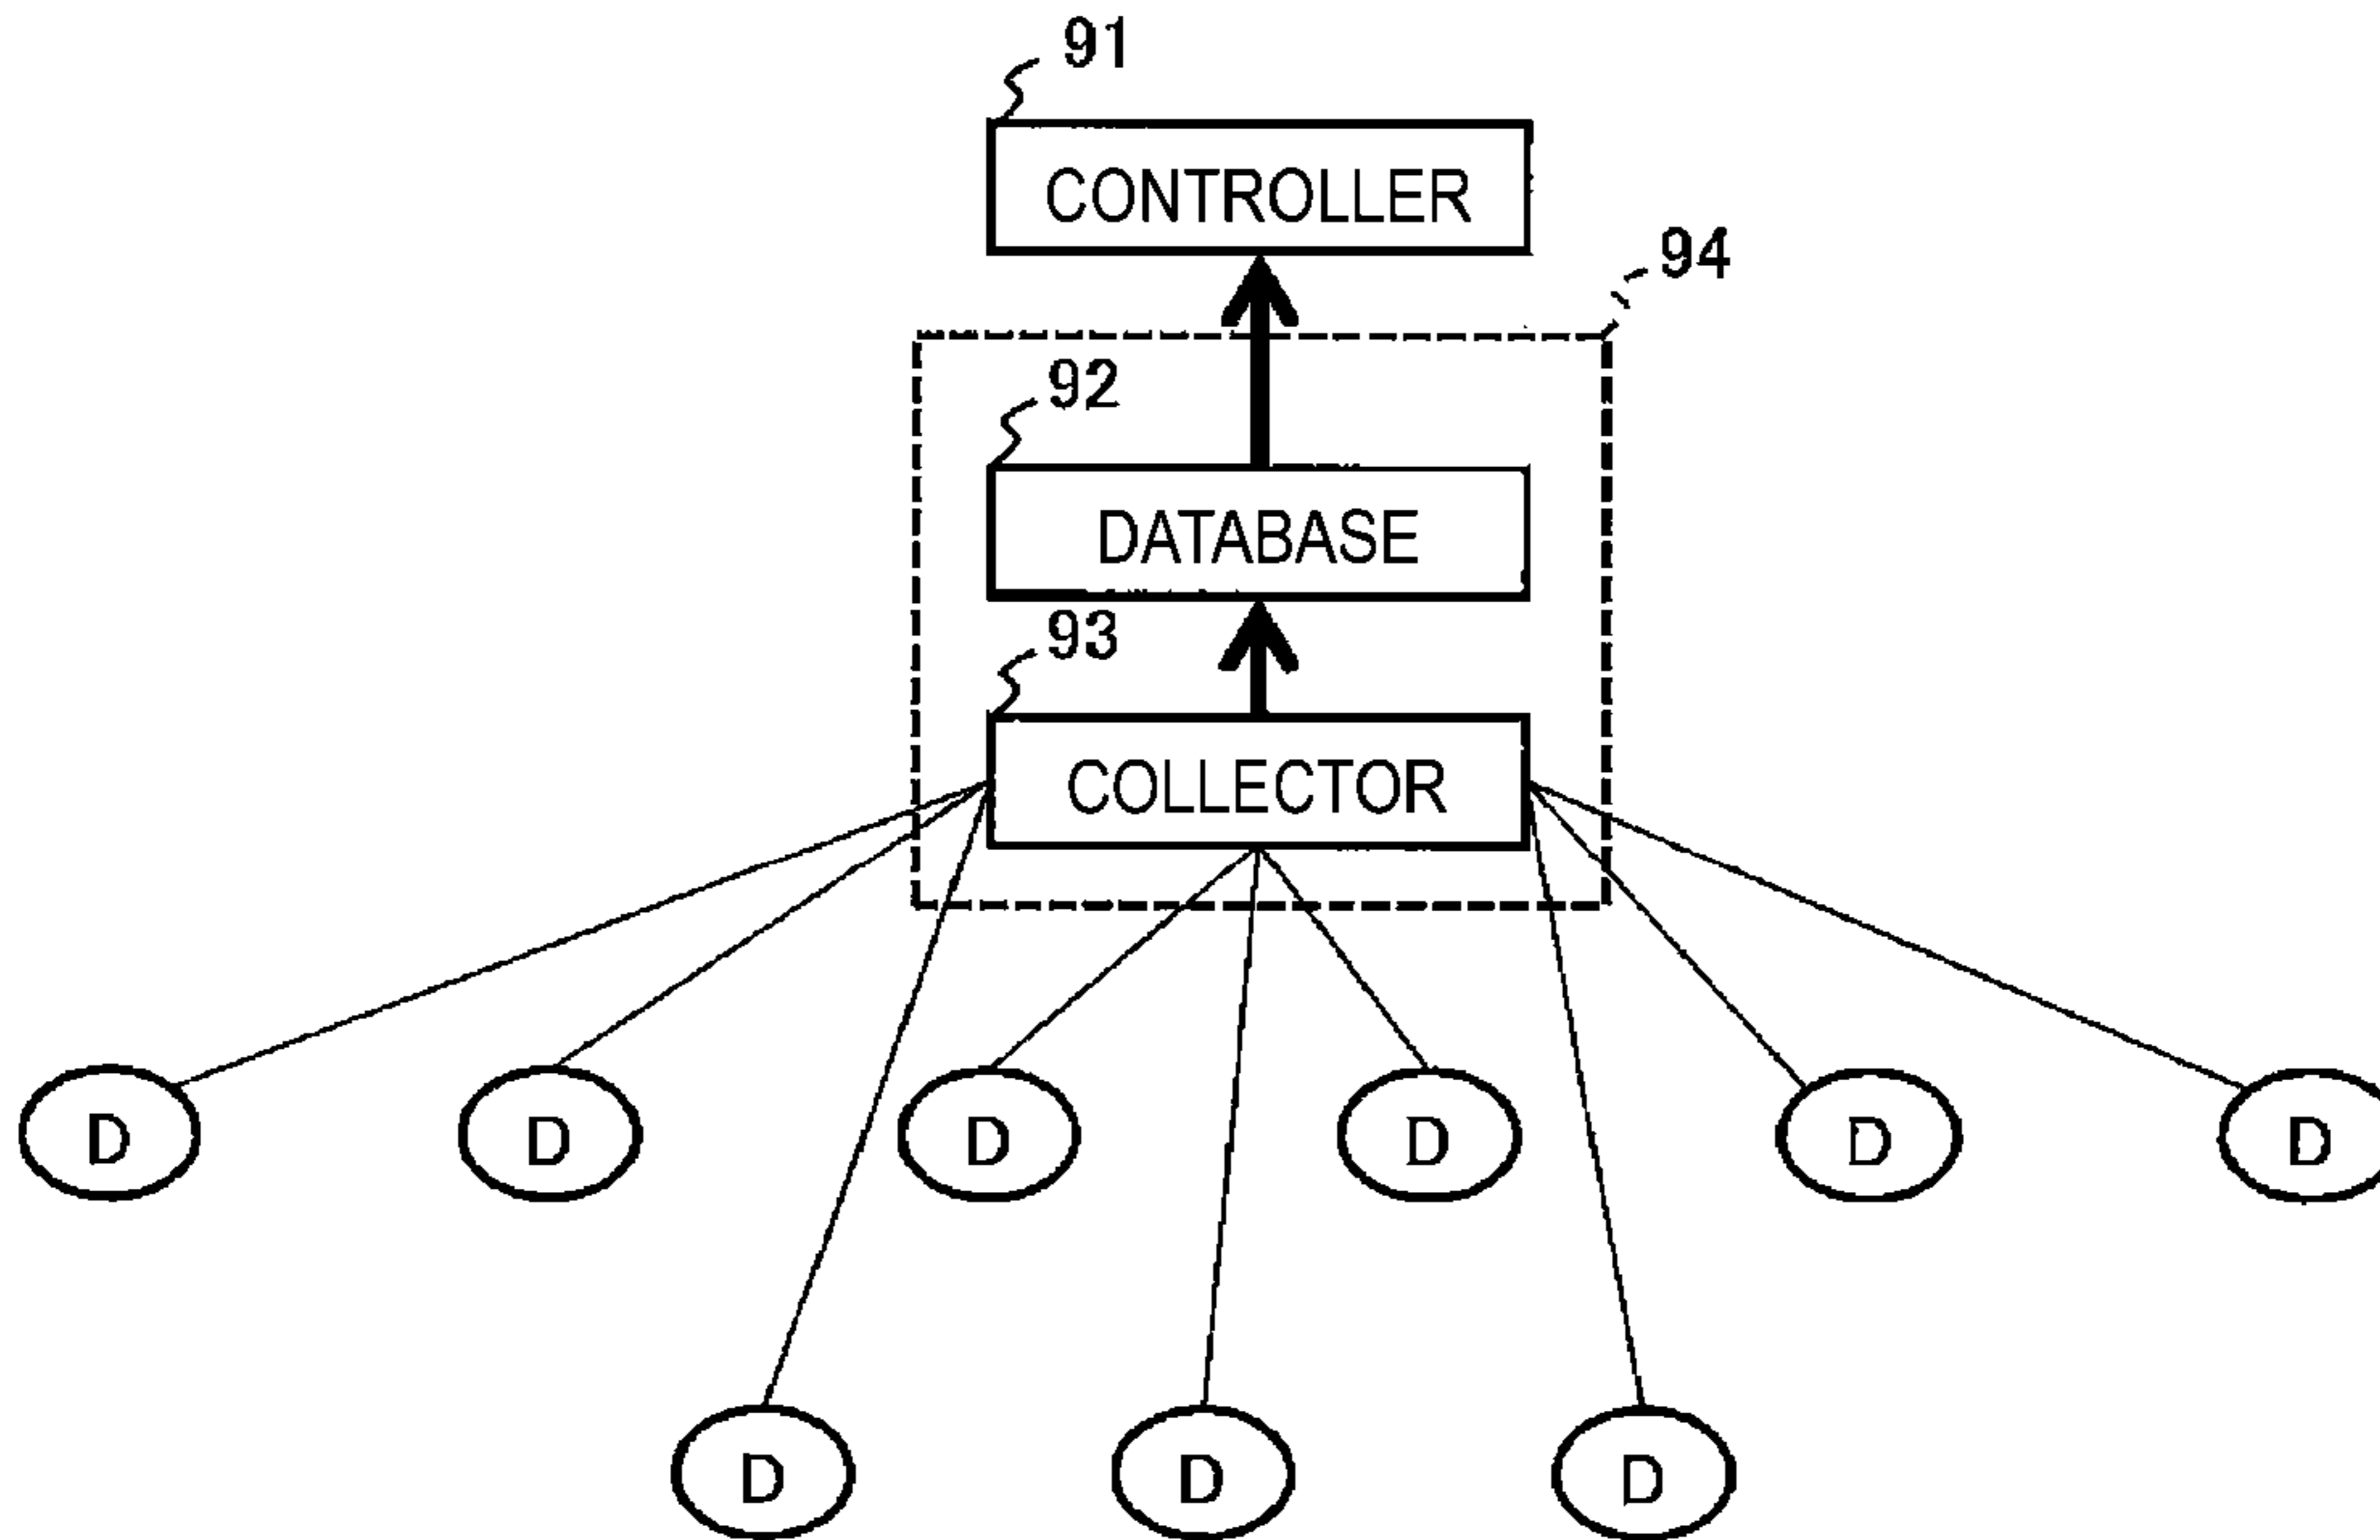 91
CONTROLLER
94
92
DATABASE
93
COLLECTOR
D D D D D D
D D D